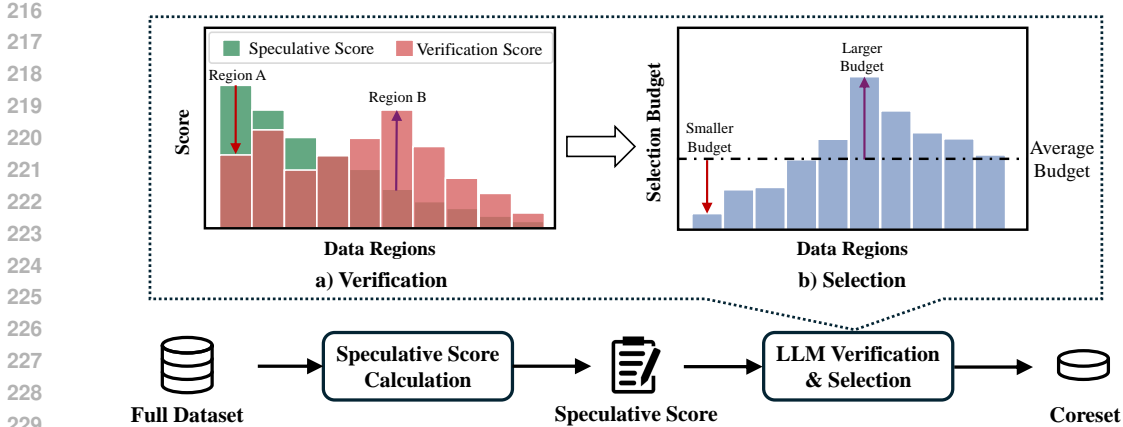 216
217
218
219
220
221
222
223
224
225
226
227
228
229
Speculative Score
Verification Score
Region A
Region B
Score
Data Regions
a) Verification
Larger
Budget
Smaller
Budget
Selection Budget
Average
Budget
Data Regions
b) Selection
Full Dataset
Speculative Score
Calculation
Speculative Score
LLM Verification
& Selection
Coreset